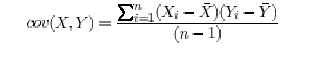 cov(X, Y) = \frac{\sum_{i=1}^{n}(X_i - \bar{X})(Y_i - \bar{Y})}{(n-1)}